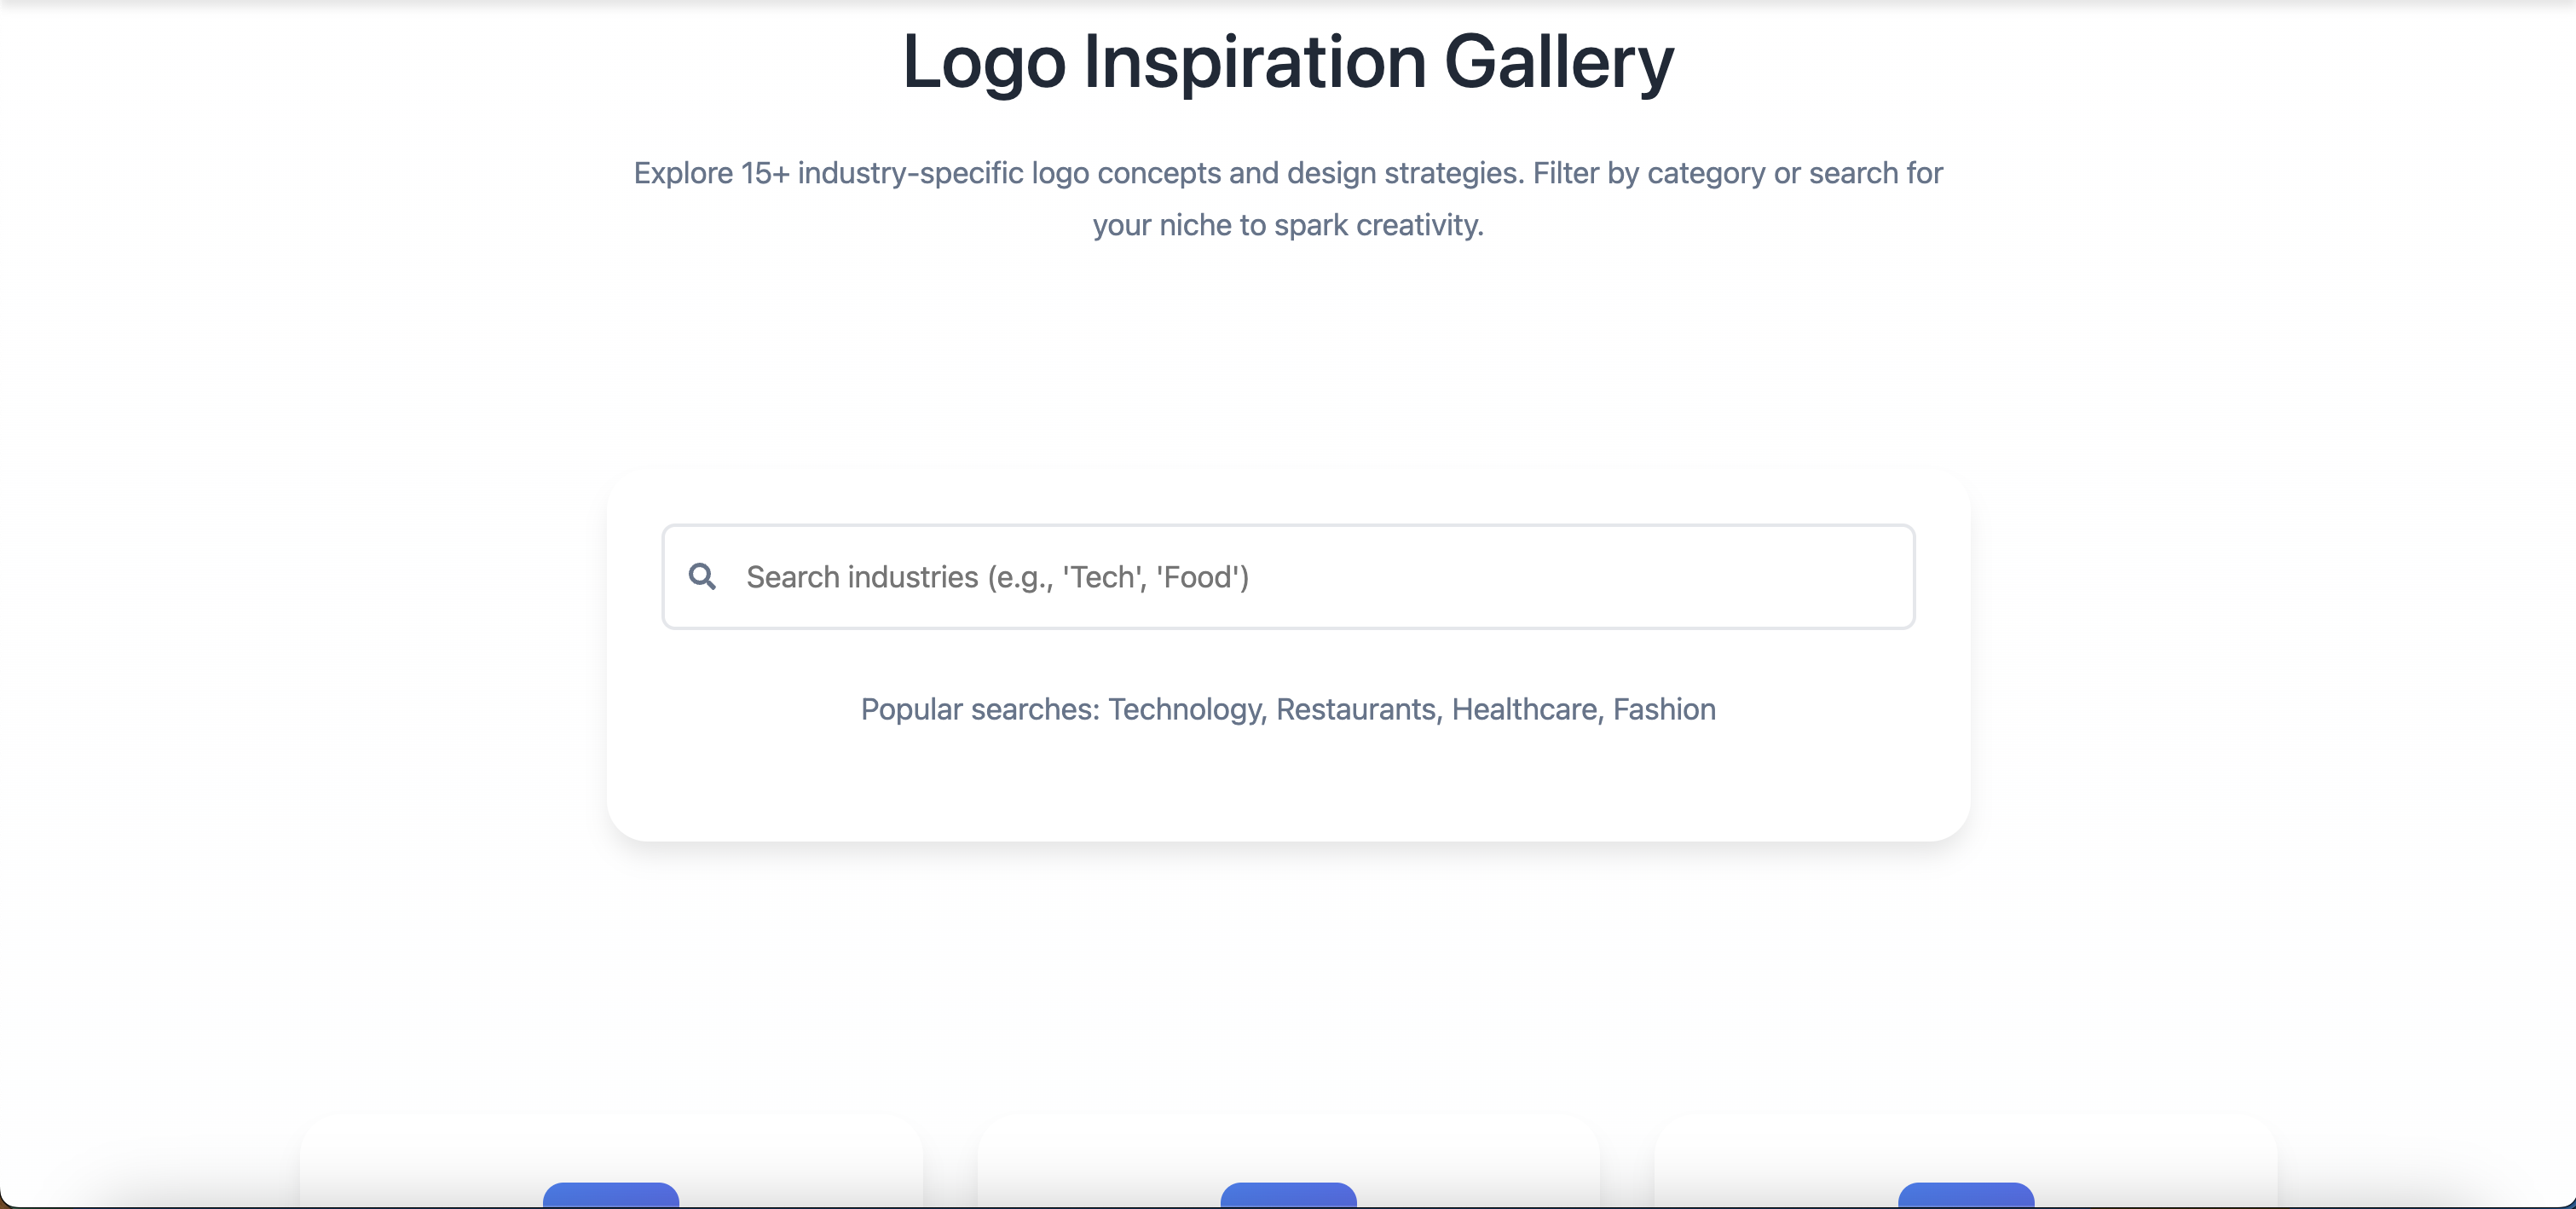 Logo Inspiration Gallery
Explore 15+ industry-specific logo concepts and design strategies. Filter by category or search for
your niche to spark creativity.
Search industries (e.g., 'Tech', 'Food')
Popular searches: Technology, Restaurants, Healthcare, Fashion